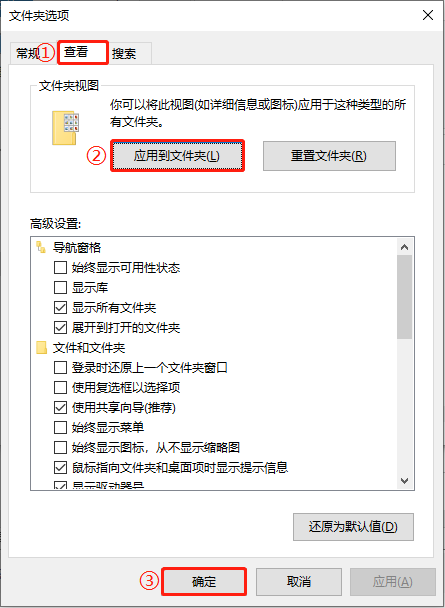 文件夹选项
常规① 查看 搜索
文件夹视图
你可以将此视图(如详细信息或图标)应用于这种类型的所
有文件夹。
② 应用到文件夹(L) 重置文件夹(R)
高级设置:
导航窗格
始终显示可用性状态
显示库
显示所有文件夹
展开到打开的文件夹
文件和文件夹
登录时还原上一个文件夹窗口
使用复选框以选择项
使用共享向导(推荐)
始终显示菜单
始终显示图标，从不显示缩略图
鼠标指向文件夹和桌面项时显示提示信息
显示驱动器号
还原为默认值(D)
③ 确定 取消 应用(A)